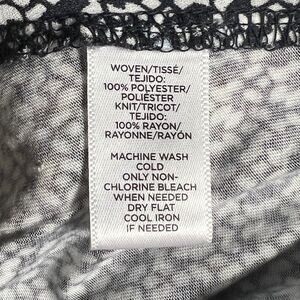 WOVEN/TISSÉ/
TEJIDO:
100% POLYESTER/
POLIÉSTER
KNIT/TRICOT/
TEJIDO:
100% RAYON/
RAYONNE/RAYÓN
MACHINE WASH
COLD
ONLY NON-
CHLORINE BLEACH
WHEN NEEDED
DRY FLAT
COOL IRON
IF NEEDED